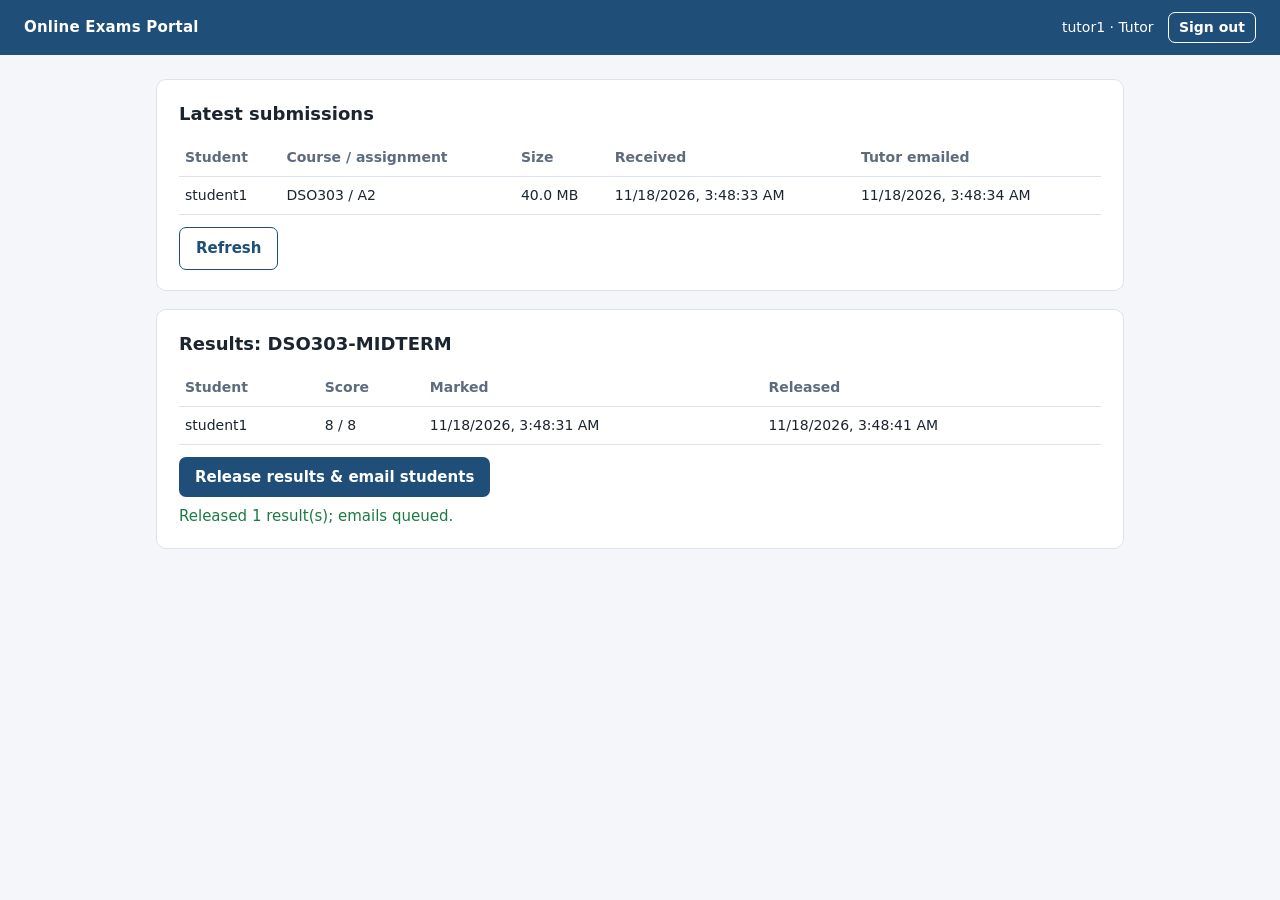 Online Exams Portal
tutor1 · Tutor Sign out
Latest submissions
Student Course / assignment Size Received Tutor emailed
student1 DSO303 / A2 40.0 MB 11/18/2026, 3:48:33 AM 11/18/2026, 3:48:34 AM
Refresh
Results: DSO303-MIDTERM
Student Score Marked Released
student1 8 / 8 11/18/2026, 3:48:31 AM 11/18/2026, 3:48:41 AM
Release results & email students
Released 1 result(s); emails queued.